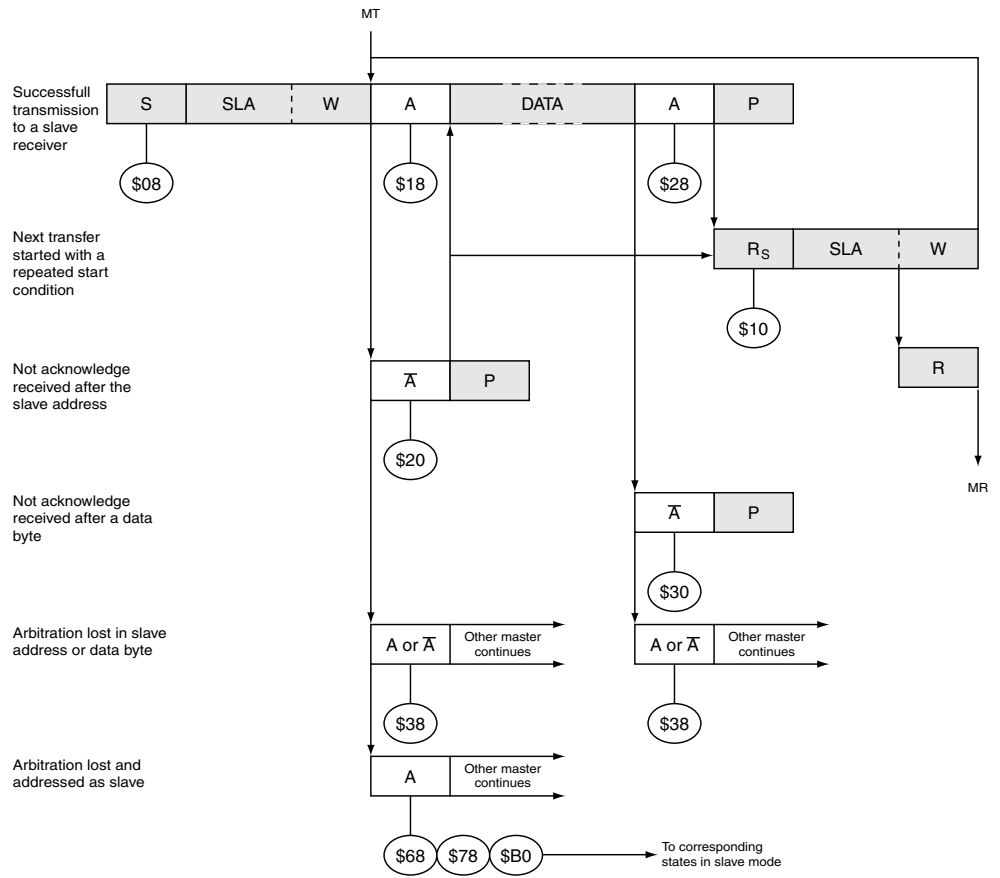 MT
Successfull
transmission
to a slave
receiver
S SLA W A DATA A P
$08 $18 $28
Next transfer
started with a
repeated start
condition
RS SLA W
$10
Not acknowledge
received after the
slave address
A̅ P
R
$20
MR
Not acknowledge
received after a data
byte
A̅ P
$30
Arbitration lost in slave
address or data byte
A or A̅ Other master
continues
A or A̅ Other master
continues
$38 $38
Arbitration lost and
addressed as slave
A Other master
continues
$68 $78 $B0 To corresponding
states in slave mode